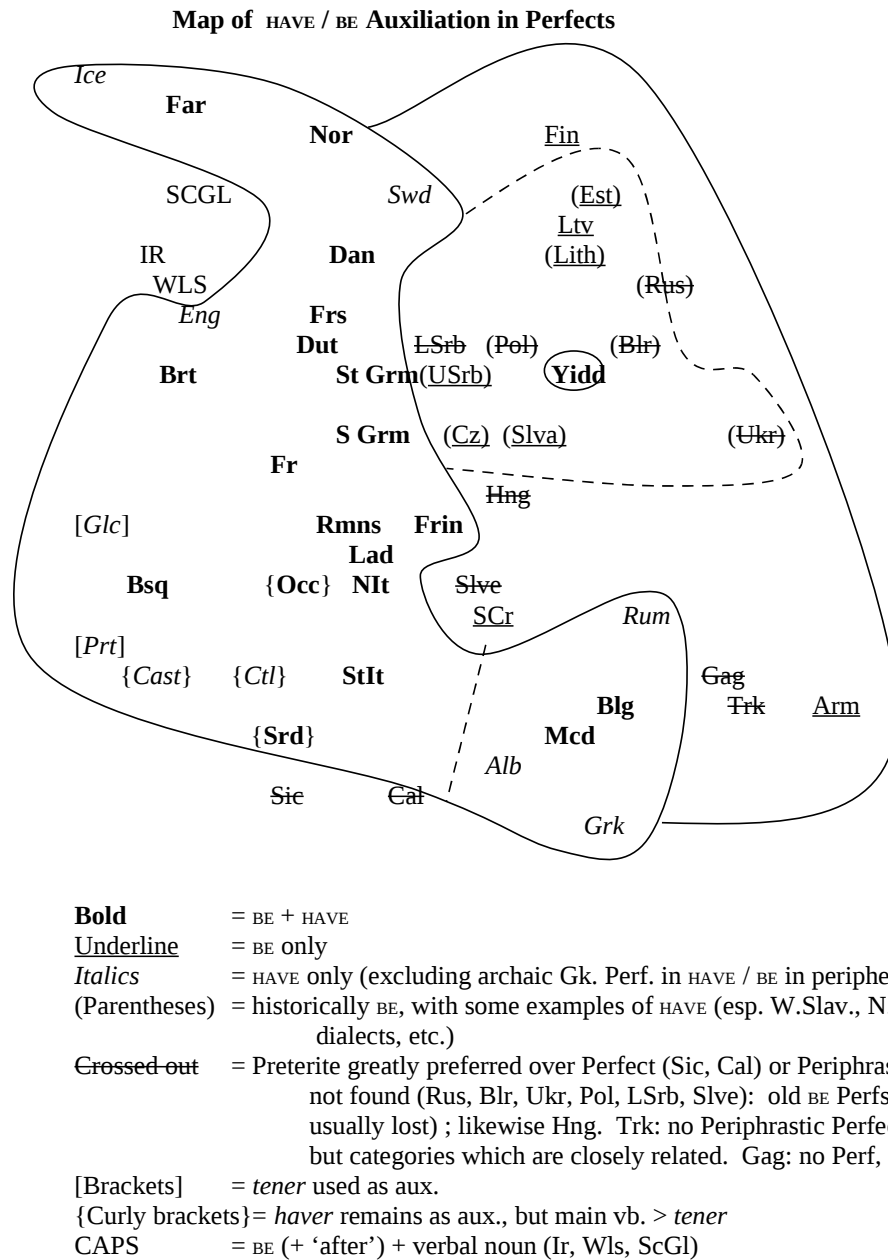 Map of HAVE / BE Auxiliation in Perfects
Ice
Far
Nor Fin
SCGL Swd (Est)
Ltv
IR Dan (Lith)
WLS (Rus)
Eng Frs
Dut LSrb (Pol) (Blr)
Brt St Grm (USrb) Yidd
S Grm (Cz) (Slva) (Ukr)
Fr
Hng
[Glc] Rmns Frin
Lad
Bsq {Occ} NIt Slve
SCr Rum
[Prt]
{Cast} {Ctl} StIt Gag
Blg Trk Arm
{Srd} Mcd
Alb
Sic Cal
Grk
Bold = BE + HAVE
Underline = BE only
Italics = HAVE only (excluding archaic Gk. Perf. in HAVE / BE in periphe
(Parentheses) = historically BE, with some examples of HAVE (esp. W.Slav., N.
dialects, etc.)
Crossed out = Preterite greatly preferred over Perfect (Sic, Cal) or Periphras
not found (Rus, Blr, Ukr, Pol, LSrb, Slve): old BE Perfs
usually lost) ; likewise Hng. Trk: no Periphrastic Perfe
but categories which are closely related. Gag: no Perf,
[Brackets] = tener used as aux.
{Curly brackets}= haver remains as aux., but main vb. > tener
CAPS = BE (+ ‘after’) + verbal noun (Ir, Wls, ScGl)